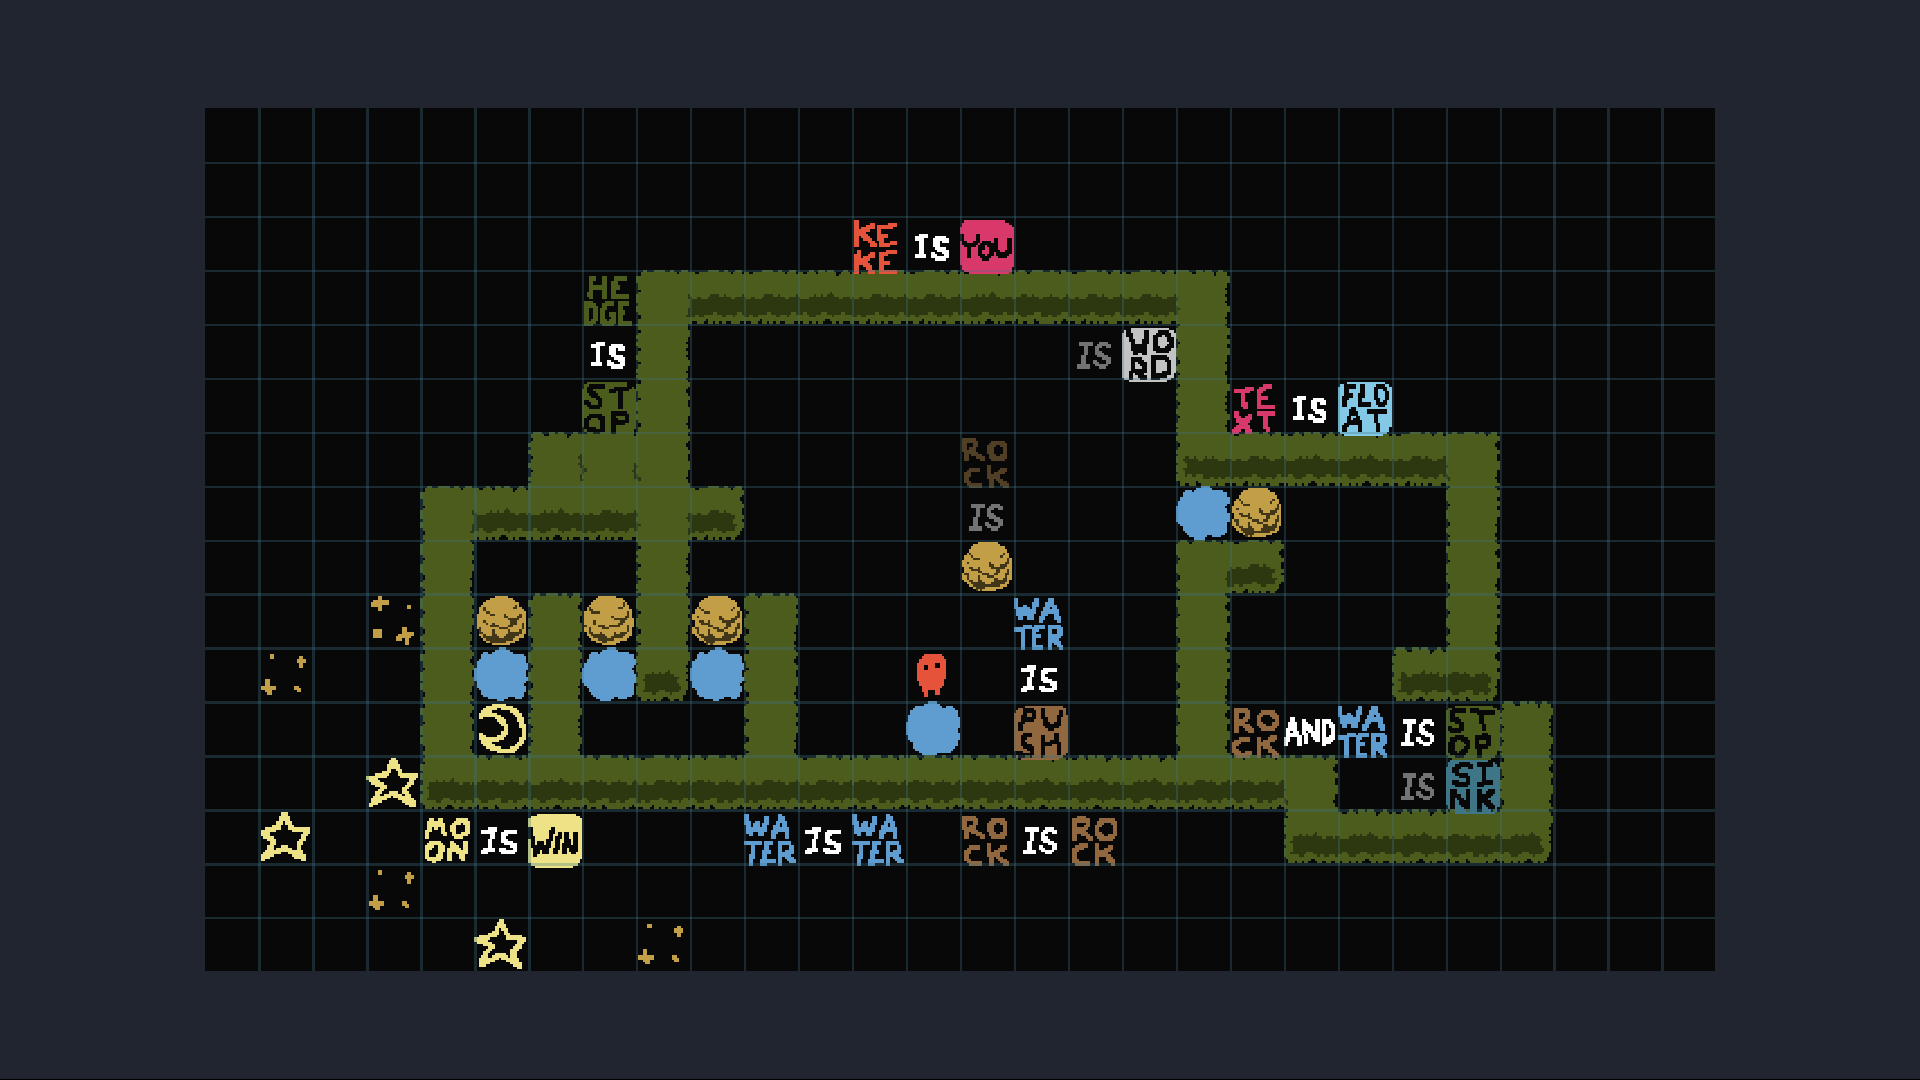 KEKE IS YOU
HEDGE IS STOP
IS WORD
TEXT IS FLOAT
ROCK IS
WATER IS PUSH
ROCK AND WATER IS STOP
IS SINK
MOON IS WIN
WATER IS WATER
ROCK IS ROCK